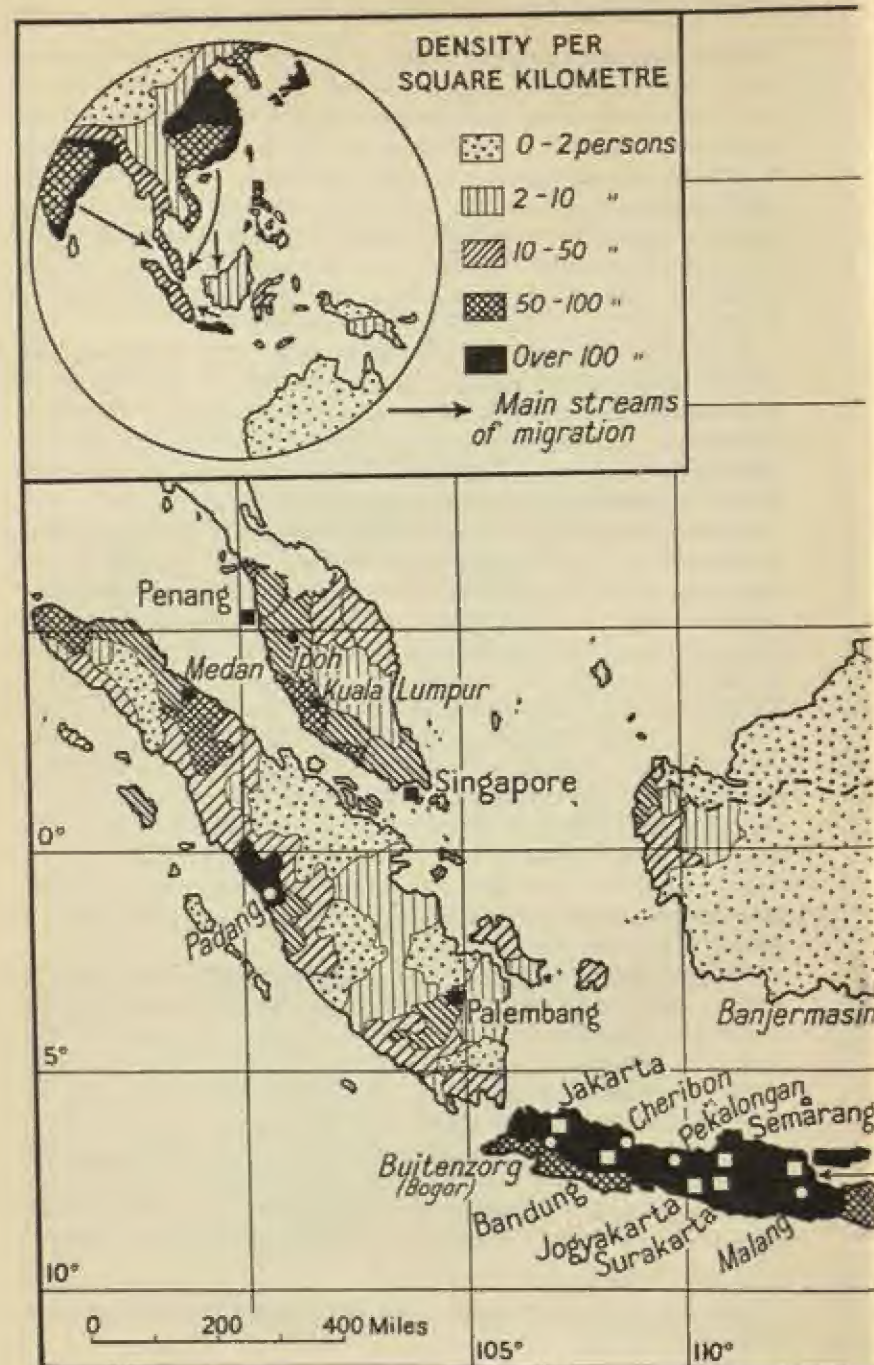 DENSITY PER
SQUARE KILOMETRE
0-2 persons
2-10 "
10-50 "
50-100 "
Over 100 "
Main streams
of migration
Penang
Ipoh
Medan
Kuala Lumpur
Singapore
0°
Padang
Palembang
Banjermasin
5°
Jakarta
Cheribon
Pekalongan
Semarang
Buitenzorg
(Bogor)
Bandung
Jogyakarta
Surakarta
Malang
10°
0 200 400 Miles
105° 110°